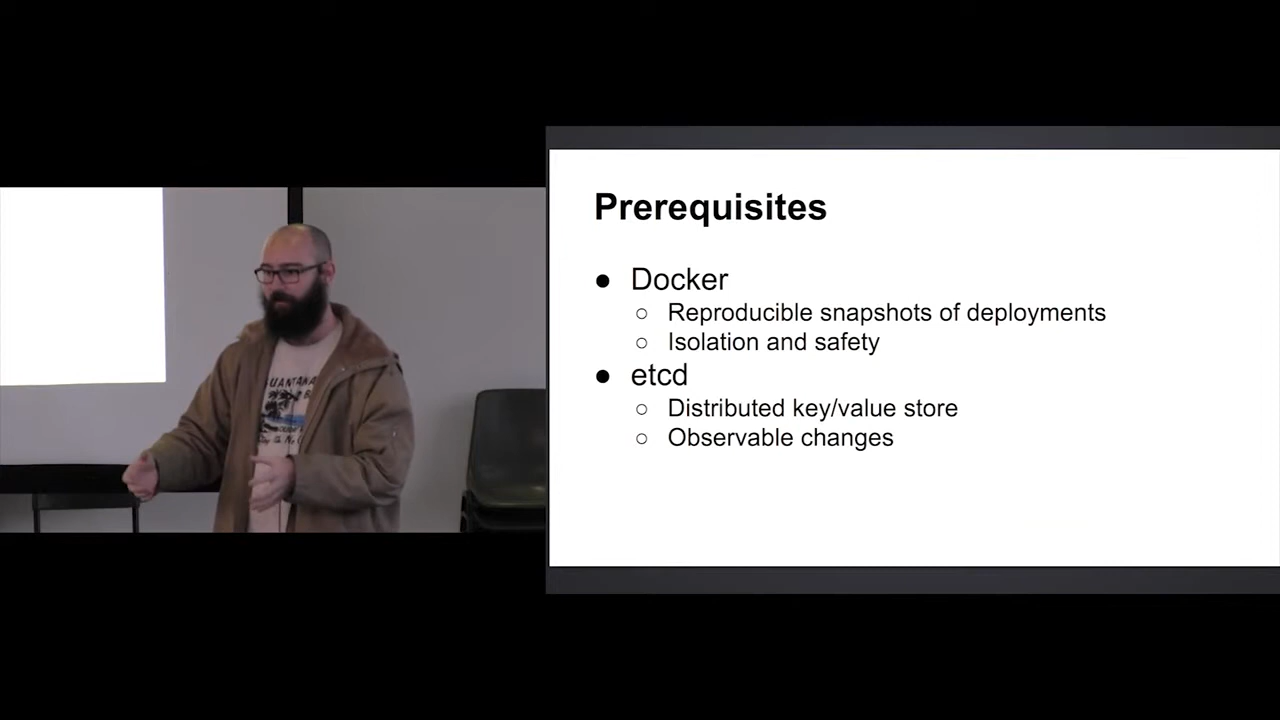 Prerequisites
● Docker
○ Reproducible snapshots of deployments
○ Isolation and safety
● etcd
○ Distributed key/value store
○ Observable changes